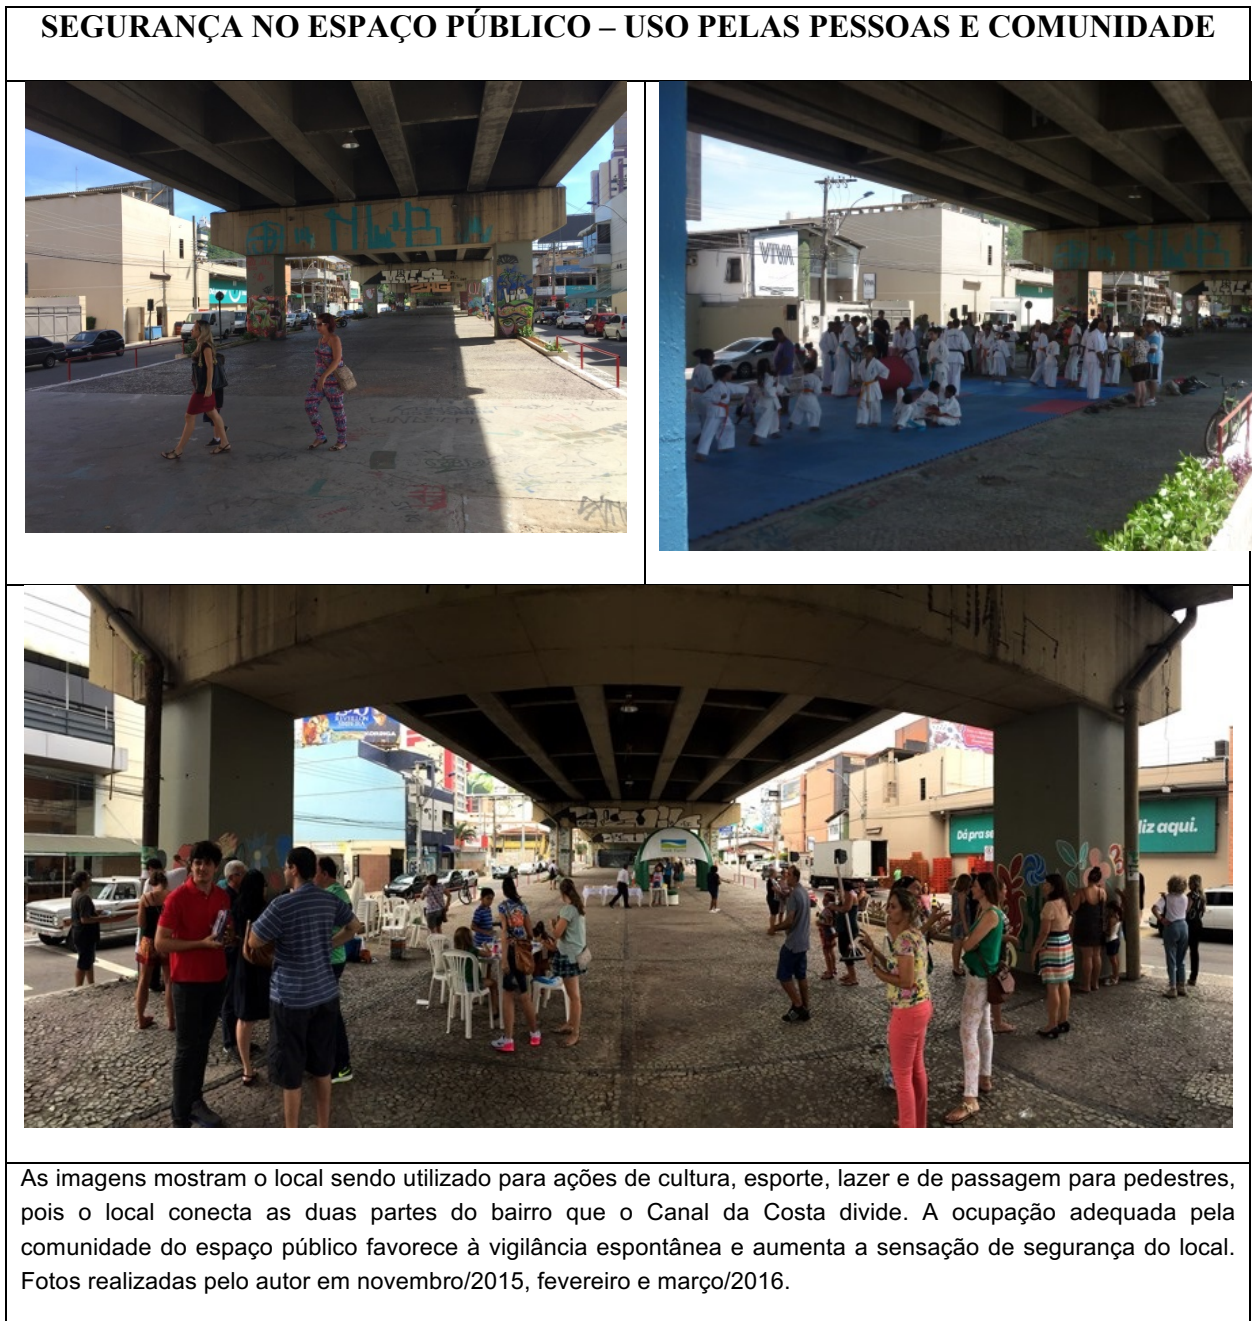 SEGURANÇA NO ESPAÇO PÚBLICO – USO PELAS PESSOAS E COMUNIDADE
VIVA
Dá pra se
liz aqui.
As imagens mostram o local sendo utilizado para ações de cultura, esporte, lazer e de passagem para pedestres,
pois o local conecta as duas partes do bairro que o Canal da Costa divide. A ocupação adequada pela
comunidade do espaço público favorece à vigilância espontânea e aumenta a sensação de segurança do local.
Fotos realizadas pelo autor em novembro/2015, fevereiro e março/2016.